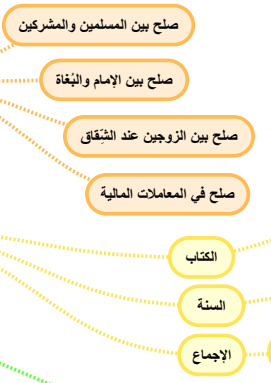 صلح بين المسلمين والمشركين
صلح بين الإمام والبُغاة
صلح بين الزوجين عند الشِّقاق
صلح في المعاملات المالية
الكتاب
السنة
الإجماع